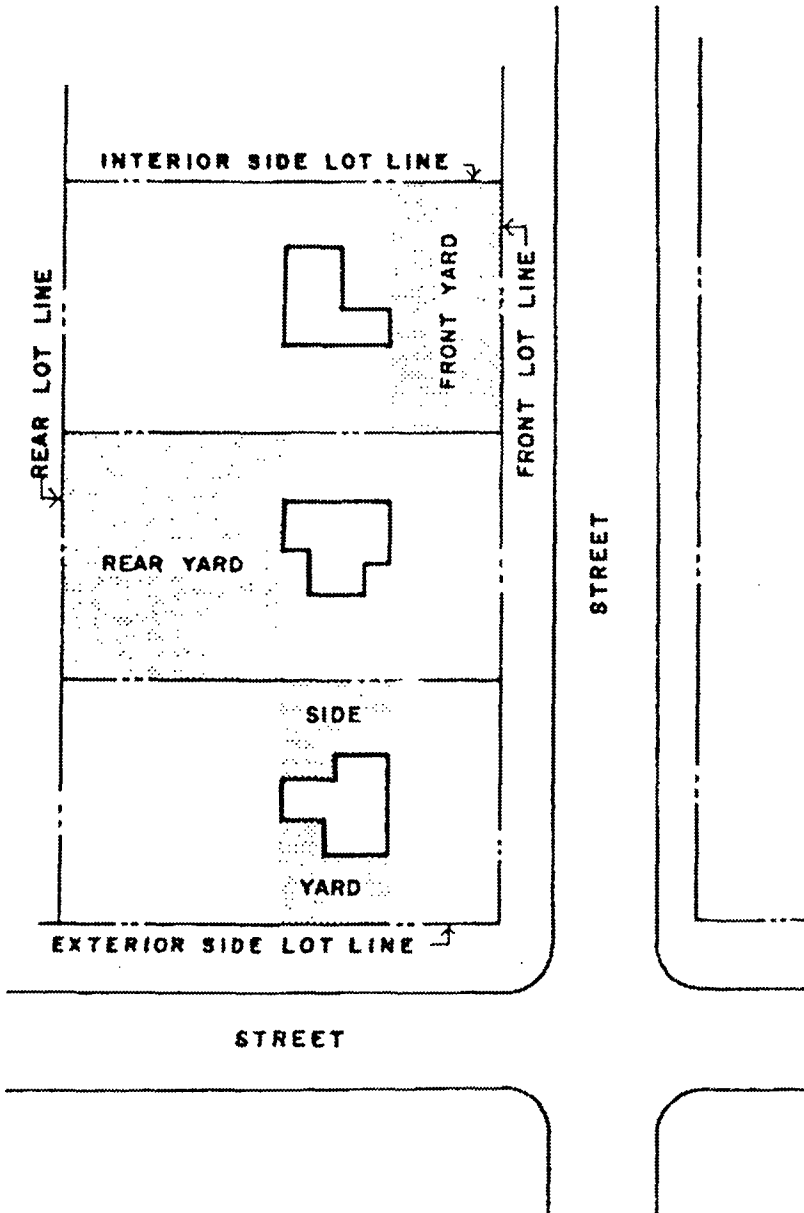 INTERIOR SIDE LOT LINE
FRONT YARD
FRONT LOT LINE
REAR LOT LINE
REAR YARD
STREET
SIDE
YARD
EXTERIOR SIDE LOT LINE
STREET